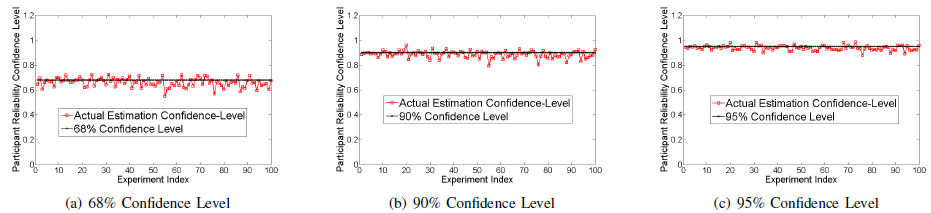 Participant Reliability Confidence Level
1.2
1
0.8
0.6
0.4
0.2
0
Actual Estimation Confidence-Level
68% Confidence Level
0 10 20 30 40 50 60 70 80 90 100
Experiment Index
(a) 68% Confidence Level
Participant Reliability Confidence Level
1.2
1
0.8
0.6
0.4
0.2
0
Actual Estimation Confidence-Level
90% Confidence Level
0 10 20 30 40 50 60 70 80 90 100
Experiment Index
(b) 90% Confidence Level
Participant Reliability Confidence Level
1.2
1
0.8
0.6
0.4
0.2
0
Actual Estimation Confidence-Level
95% Confidence Level
0 10 20 30 40 50 60 70 80 90 100
Experiment Index
(c) 95% Confidence Level